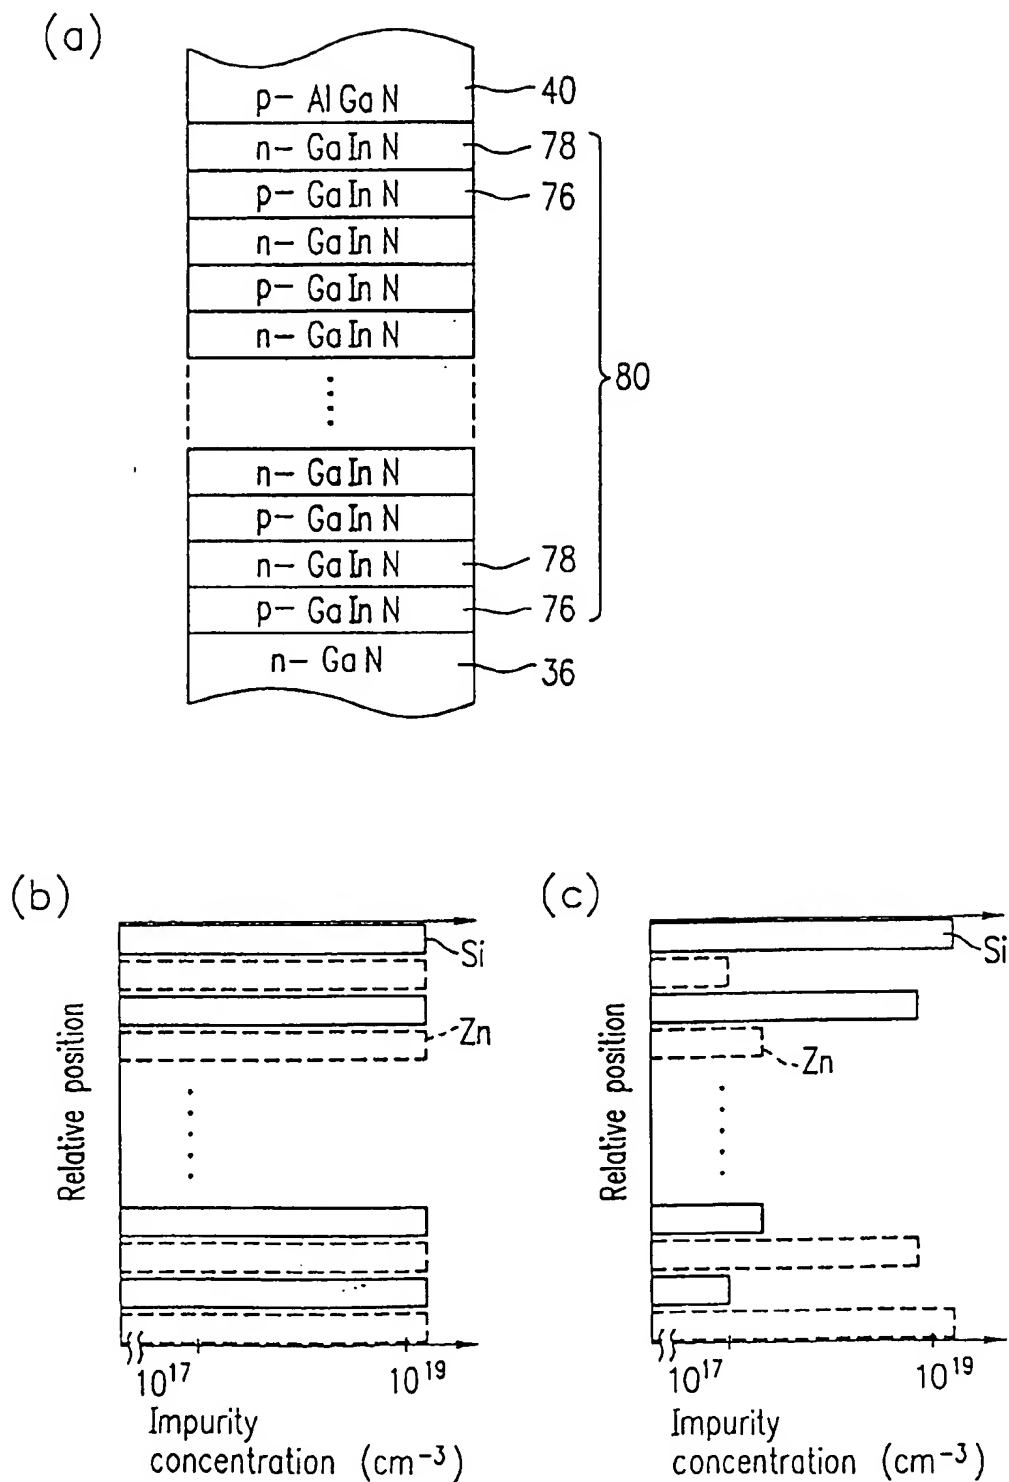 (a)
p- AlGaN 40
n- GaInN 78
p- GaInN 76
n- GaInN
p- GaInN
n- GaInN
80
n- GaInN
p- GaInN
n- GaInN 78
p- GaInN 76
n- GaN 36
(b)
Si
Zn
Relative position
10^17 10^19
Impurity
concentration (cm^-3)
(c)
Si
Zn
Relative position
10^17 10^19
Impurity
concentration (cm^-3)